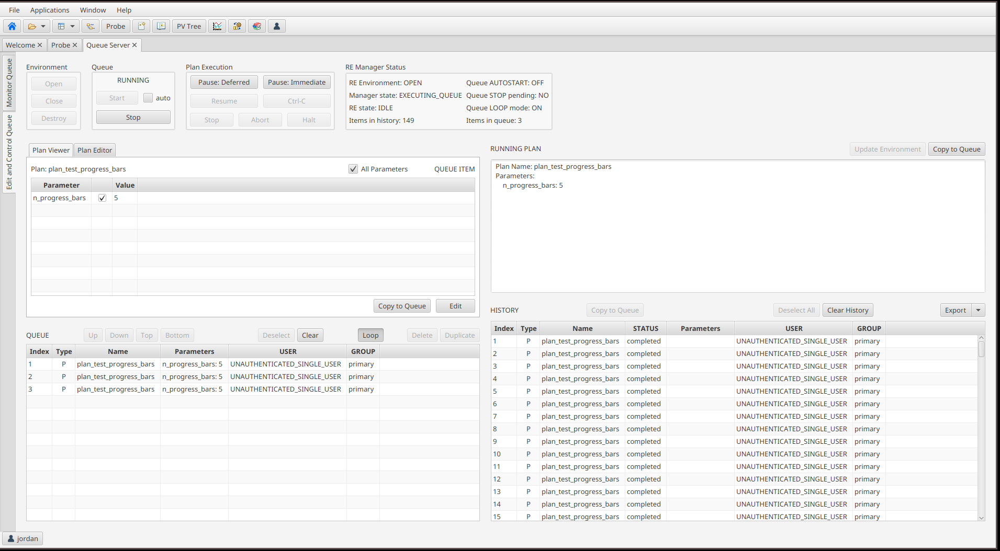 File Applications Window Help
Probe PV Tree
Welcome Probe Queue Server
Monitor Queue
Edit and Control Queue
Environment
Open
Close
Destroy
Queue
RUNNING
Start auto
Stop
Plan Execution
Pause: Deferred Pause: Immediate
Resume Ctrl-C
Stop Abort Halt
RE Manager Status
RE Environment: OPEN Queue AUTOSTART: OFF
Manager state: EXECUTING_QUEUE Queue STOP pending: NO
RE state: IDLE Queue LOOP mode: ON
Items in history: 149 Items in queue: 3
Plan Viewer Plan Editor
Plan: plan_test_progress_bars All Parameters QUEUE ITEM
Parameter Value
n_progress_bars 5
Copy to Queue Edit
QUEUE Up Down Top Bottom Deselect Clear Loop Delete Duplicate
Index Type Name Parameters USER GROUP
1 P plan_test_progress_bars n_progress_bars: 5 UNAUTHENTICATED_SINGLE_USER primary
2 P plan_test_progress_bars n_progress_bars: 5 UNAUTHENTICATED_SINGLE_USER primary
3 P plan_test_progress_bars n_progress_bars: 5 UNAUTHENTICATED_SINGLE_USER primary
RUNNING PLAN Update Environment Copy to Queue
Plan Name: plan_test_progress_bars
Parameters:
n_progress_bars: 5
HISTORY Copy to Queue Deselect All Clear History Export
Index Type Name STATUS Parameters USER GROUP
1 P plan_test_progress_bars completed UNAUTHENTICATED_SINGLE_USER primary
2 P plan_test_progress_bars completed UNAUTHENTICATED_SINGLE_USER primary
3 P plan_test_progress_bars completed UNAUTHENTICATED_SINGLE_USER primary
4 P plan_test_progress_bars completed UNAUTHENTICATED_SINGLE_USER primary
5 P plan_test_progress_bars completed UNAUTHENTICATED_SINGLE_USER primary
6 P plan_test_progress_bars completed UNAUTHENTICATED_SINGLE_USER primary
7 P plan_test_progress_bars completed UNAUTHENTICATED_SINGLE_USER primary
8 P plan_test_progress_bars completed UNAUTHENTICATED_SINGLE_USER primary
9 P plan_test_progress_bars completed UNAUTHENTICATED_SINGLE_USER primary
10 P plan_test_progress_bars completed UNAUTHENTICATED_SINGLE_USER primary
11 P plan_test_progress_bars completed UNAUTHENTICATED_SINGLE_USER primary
12 P plan_test_progress_bars completed UNAUTHENTICATED_SINGLE_USER primary
13 P plan_test_progress_bars completed UNAUTHENTICATED_SINGLE_USER primary
14 P plan_test_progress_bars completed UNAUTHENTICATED_SINGLE_USER primary
15 P plan_test_progress_bars completed UNAUTHENTICATED_SINGLE_USER primary
jordan